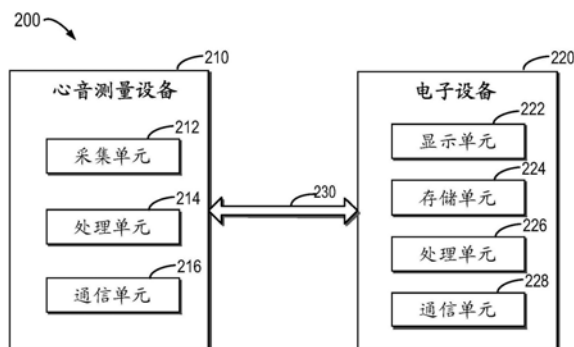 200
210
心音测量设备
212
采集单元
214
处理单元
216
通信单元
230
220
电子设备
222
显示单元
224
存储单元
226
处理单元
228
通信单元